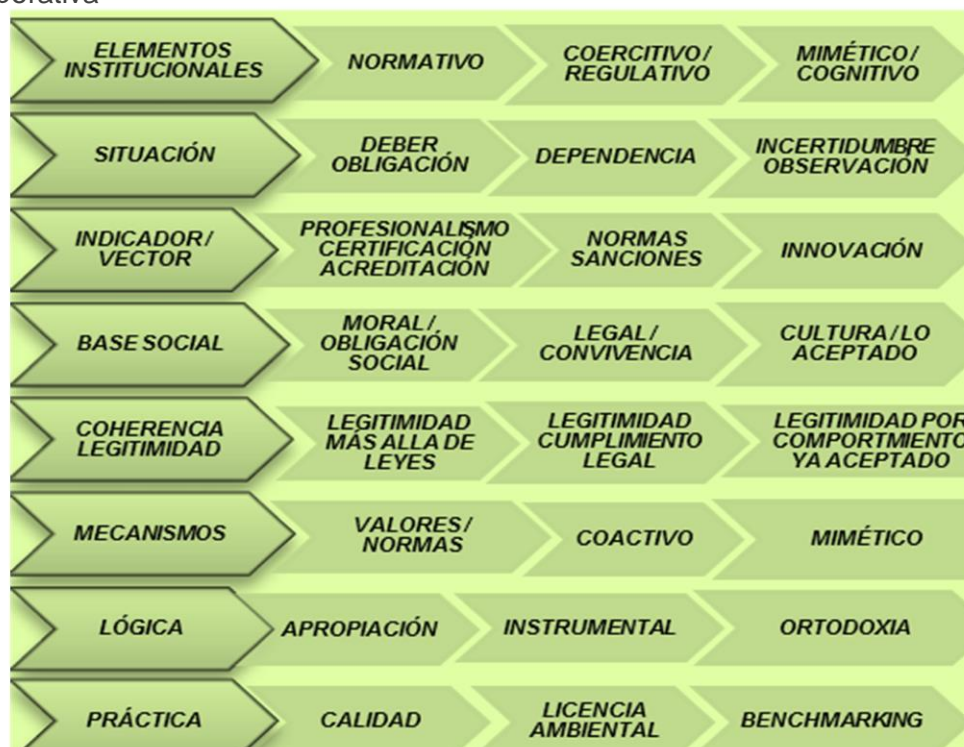 ELEMENTOS
INSTITUCIONALES
NORMATIVO
COERCITIVO/
REGULATIVO
MIMÉTICO/
COGNITIVO
SITUACIÓN
DEBER
OBLIGACIÓN
DEPENDENCIA
INCERTIDUMBRE
OBSERVACIÓN
INDICADOR/
VECTOR
PROFESIONALISMO
CERTIFICACIÓN
ACREDITACIÓN
NORMAS
SANCIONES
INNOVACIÓN
BASE SOCIAL
MORAL/
OBLIGACIÓN
SOCIAL
LEGAL/
CONVIVENCIA
CULTURA/LO
ACEPTADO
COHERENCIA
LEGITIMIDAD
LEGITIMIDAD
MÁS ALLA DE
LEYES
LEGITIMIDAD
CUMPLIMIENTO
LEGAL
LEGITIMIDAD POR
COMPORTMIENTO
YA ACEPTADO
MECANISMOS
VALORES/
NORMAS
COACTIVO
MIMÉTICO
LÓGICA
APROPIACIÓN
INSTRUMENTAL
ORTODOXIA
PRÁCTICA
CALIDAD
LICENCIA
AMBIENTAL
BENCHMARKING